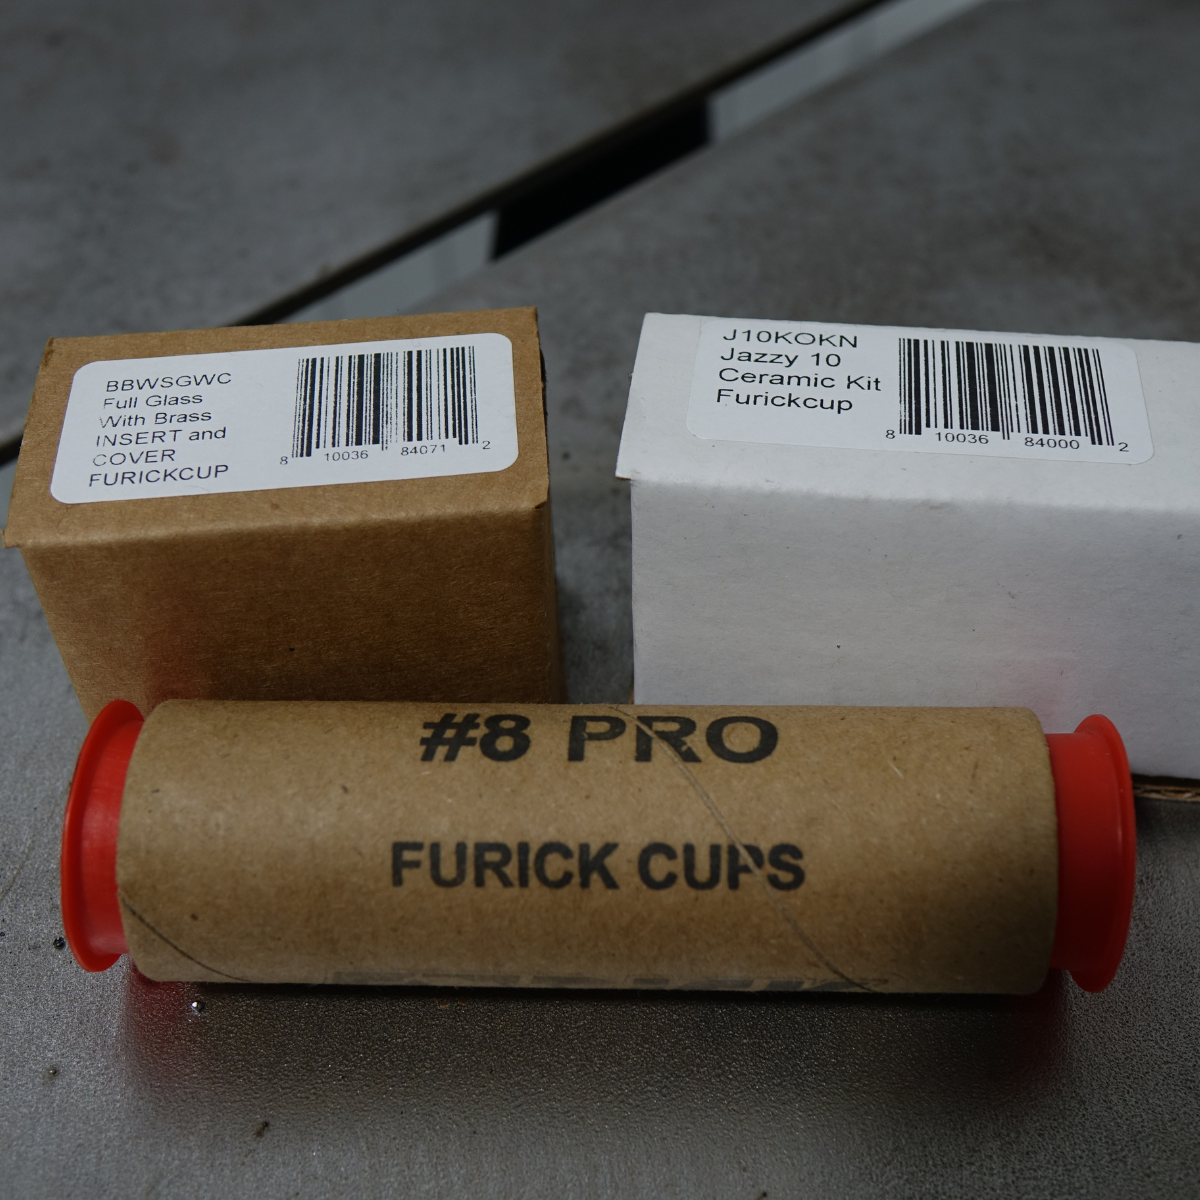 BBWSGWC
Full Glass
With Brass
INSERT and
COVER
FURICKCUP
8 10036 84071 2
J10KOKN
Jazzy 10
Ceramic Kit
Furickcup
8 10036 84000 2
#8 PRO
FURICK CUPS